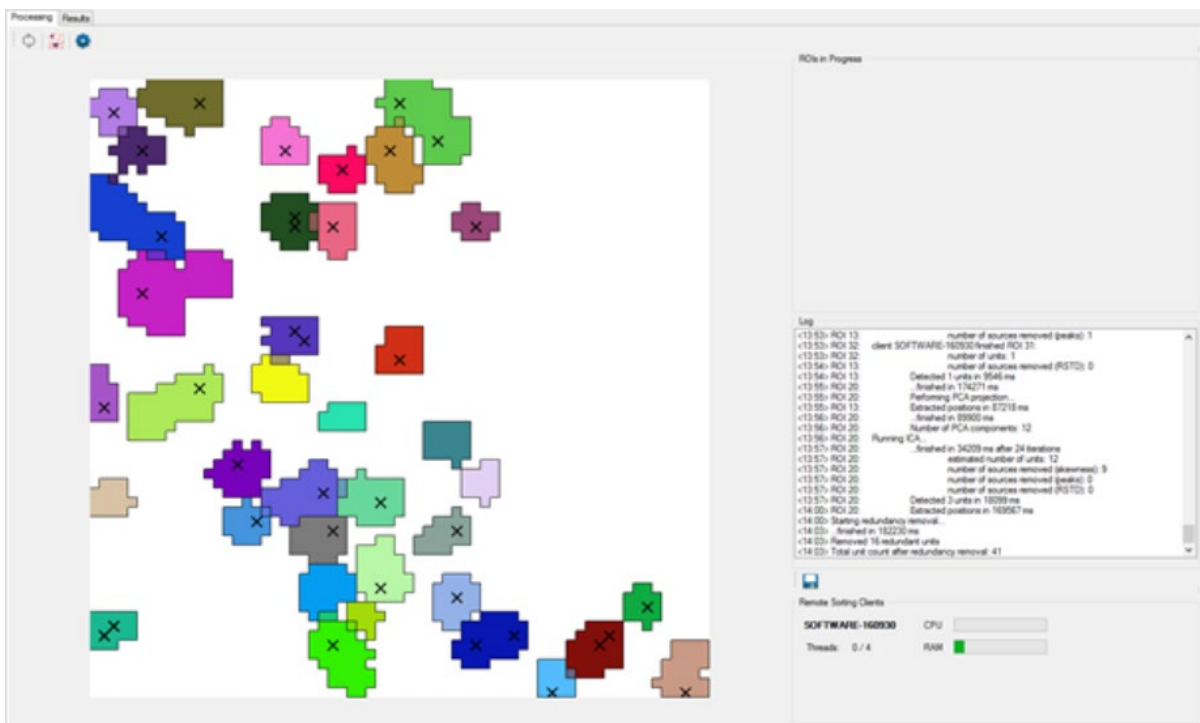 Processing Results
ROIs in Progress
Log
<13:53> ROI 13: number of sources removed (peaks): 1
<13:53> ROI 32: client SOFTWARE-160930 finished ROI 31:
<13:53> ROI 32: number of units: 1
<13:54> ROI 13: number of sources removed (RSTD): 0
<13:54> ROI 13: Detected 1 units in 9546 ms
<13:55> ROI 20: ...finished in 174271 ms
<13:55> ROI 20: Performing PCA projection...
<13:55> ROI 13: Extracted positions in 87218 ms
<13:56> ROI 20: ...finished in 89900 ms
<13:56> ROI 20: Number of PCA components: 12
<13:56> ROI 20: Running ICA...
<13:57> ROI 20: ...finished in 34209 ms after 24 iterations
<13:57> ROI 20: estimated number of units: 12
<13:57> ROI 20: number of sources removed (skewness): 9
<13:57> ROI 20: number of sources removed (peaks): 0
<13:57> ROI 20: number of sources removed (RSTD): 0
<13:57> ROI 20: Detected 3 units in 18099 ms
<14:00> ROI 20: Extracted positions in 169567 ms
<14:00> Starting redundancy removal...
<14:03> ...finished in 182230 ms
<14:03> Removed 16 redundant units
<14:03> Total unit count after redundancy removal: 41
Remote Sorting Clients
SOFTWARE-160930 CPU
Threads: 0 / 4 RAM